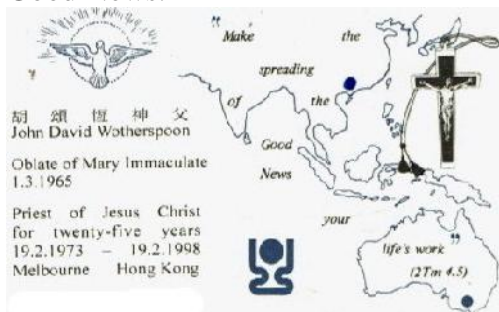 Good News.
"Make the
spreading
of the
Good
News
your
life's work"
(2Tm 4.5)
胡頌恆神父
John David Wotherspoon
Oblate of Mary Immaculate
1.3.1965
Priest of Jesus Christ
for twenty-five years
19.2.1973 – 19.2.1998
Melbourne Hong Kong